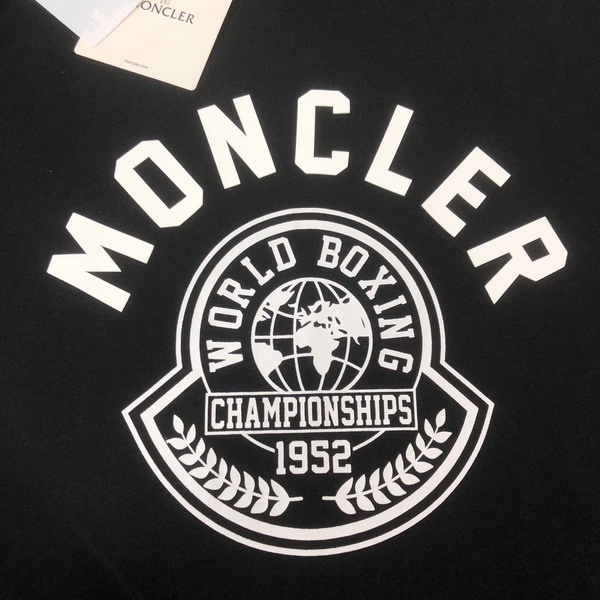 MONCLER
MONCLER
WORLD BOXING
CHAMPIONSHIPS
1952